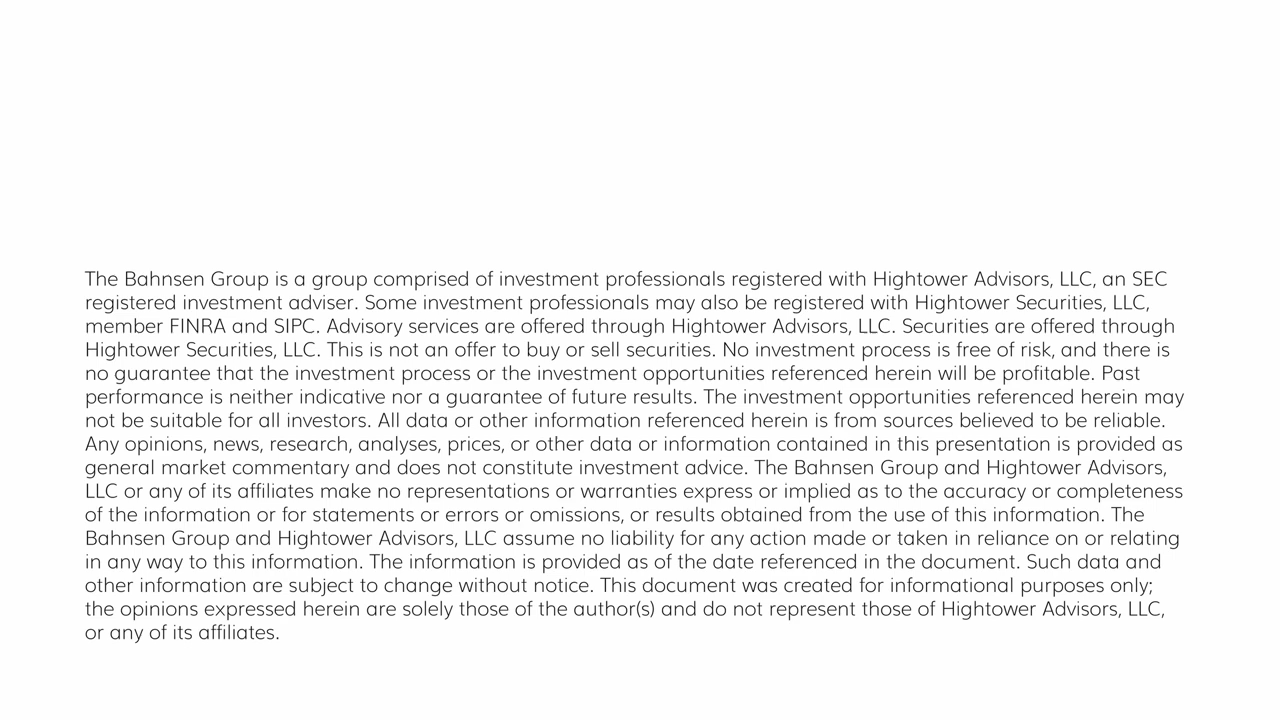 The Bahnsen Group is a group comprised of investment professionals registered with Hightower Advisors, LLC, an SEC
registered investment adviser. Some investment professionals may also be registered with Hightower Securities, LLC,
member FINRA and SIPC. Advisory services are offered through Hightower Advisors, LLC. Securities are offered through
Hightower Securities, LLC. This is not an offer to buy or sell securities. No investment process is free of risk, and there is
no guarantee that the investment process or the investment opportunities referenced herein will be profitable. Past
performance is neither indicative nor a guarantee of future results. The investment opportunities referenced herein may
not be suitable for all investors. All data or other information referenced herein is from sources believed to be reliable.
Any opinions, news, research, analyses, prices, or other data or information contained in this presentation is provided as
general market commentary and does not constitute investment advice. The Bahnsen Group and Hightower Advisors,
LLC or any of its affiliates make no representations or warranties express or implied as to the accuracy or completeness
of the information or for statements or errors or omissions, or results obtained from the use of this information. The
Bahnsen Group and Hightower Advisors, LLC assume no liability for any action made or taken in reliance on or relating
in any way to this information. The information is provided as of the date referenced in the document. Such data and
other information are subject to change without notice. This document was created for informational purposes only;
the opinions expressed herein are solely those of the author(s) and do not represent those of Hightower Advisors, LLC,
or any of its affiliates.